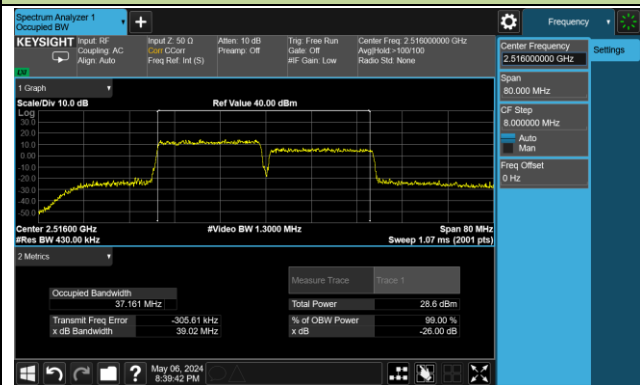 Spectrum Analyzer 1
Occupied BW
Frequency
KEYSIGHT
Input: RF
Coupling: AC
Align: Auto
Input Z: 50 Ω
Corr CCorr
Freq Ref: Int (S)
Atten: 10 dB
Preamp: Off
Trig: Free Run
Gate: Off
#IF Gain: Low
Center Freq: 2.516000000 GHz
Avg|Hold:>100/100
Radio Std: None
Center Frequency
2.516000000 GHz
Settings
Span
80.000 MHz
CF Step
8.000000 MHz
Auto
Man
Freq Offset
0 Hz
1 Graph
Scale/Div 10.0 dB
Ref Value 40.00 dBm
Log
30.0
20.0
10.0
0.00
-10.0
-20.0
-30.0
-40.0
-50.0
Center 2.51600 GHz
#Video BW 1.3000 MHz
Span 80 MHz
#Res BW 430.00 kHz
Sweep 1.07 ms (2001 pts)
2 Metrics
Measure Trace
Trace 1
Occupied Bandwidth
37.161 MHz
Total Power
28.6 dBm
Transmit Freq Error
-305.61 kHz
% of OBW Power
99.00 %
x dB Bandwidth
39.02 MHz
x dB
-26.00 dB
May 06, 2024
8:39:42 PM